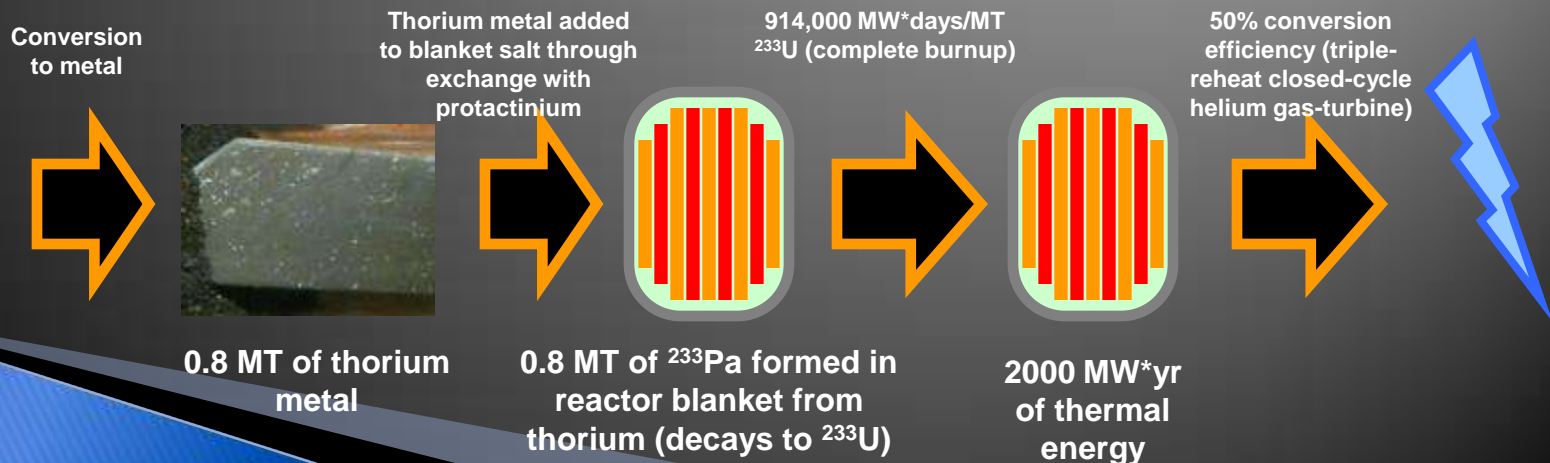 Conversion
to metal
Thorium metal added
to blanket salt through
exchange with
protactinium
914,000 MW*days/MT
²³³U (complete burnup)
50% conversion
efficiency (triple-
reheat closed-cycle
helium gas-turbine)
0.8 MT of thorium
metal
0.8 MT of ²³³Pa formed in
reactor blanket from
thorium (decays to ²³³U)
2000 MW*yr
of thermal
energy